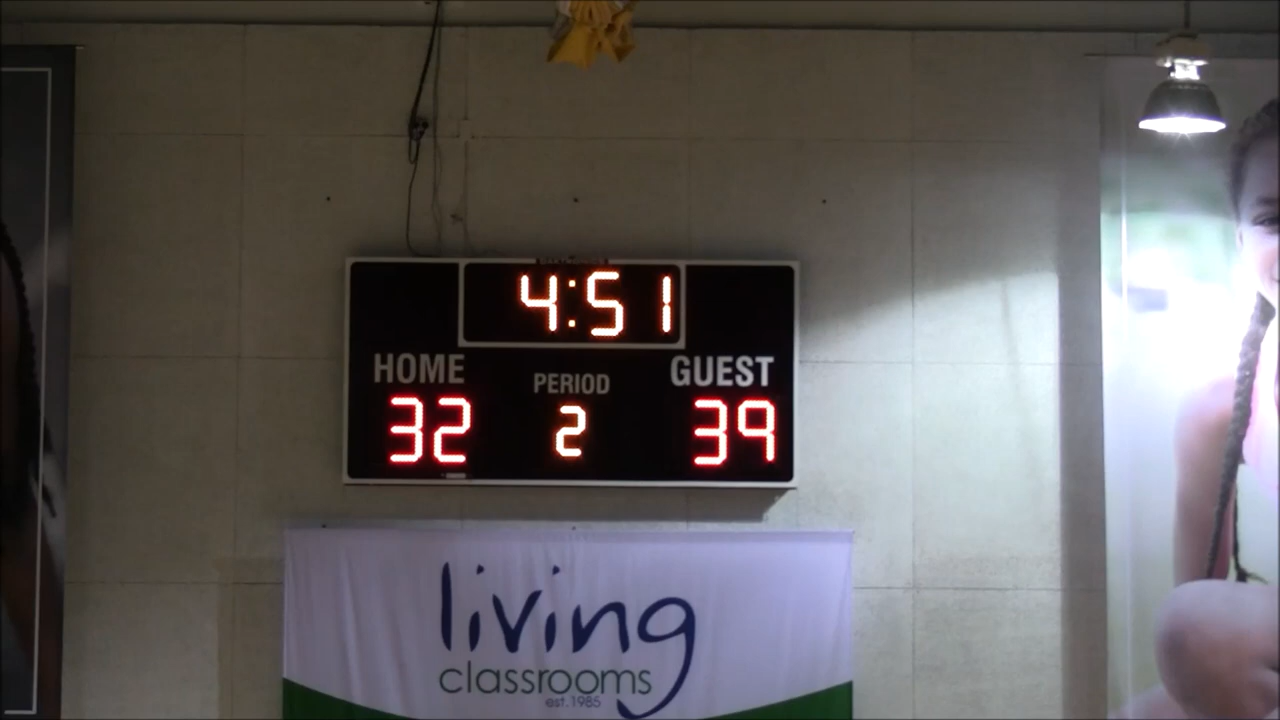 4:51
HOME PERIOD GUEST
32 2 39
living
classrooms
est.1985